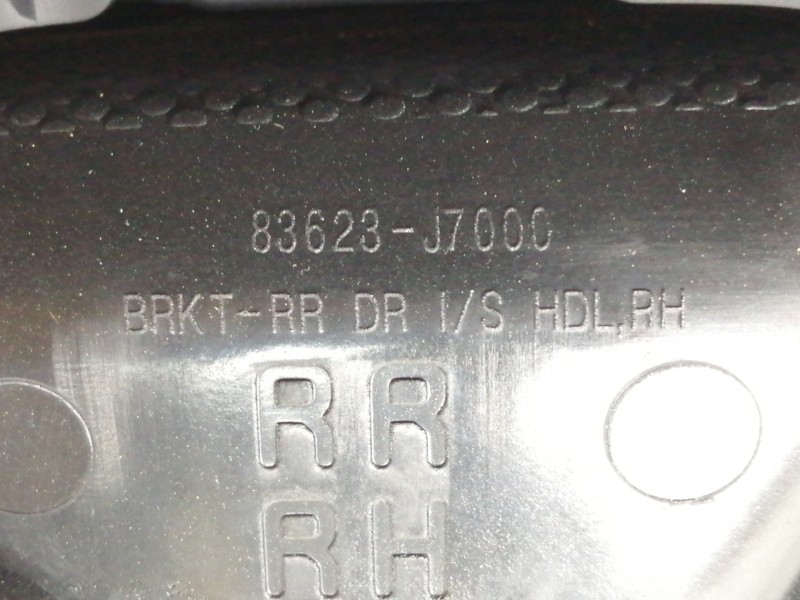 83623-J7000
BRKT-RR DR I/S HDL,RH
RR
RH